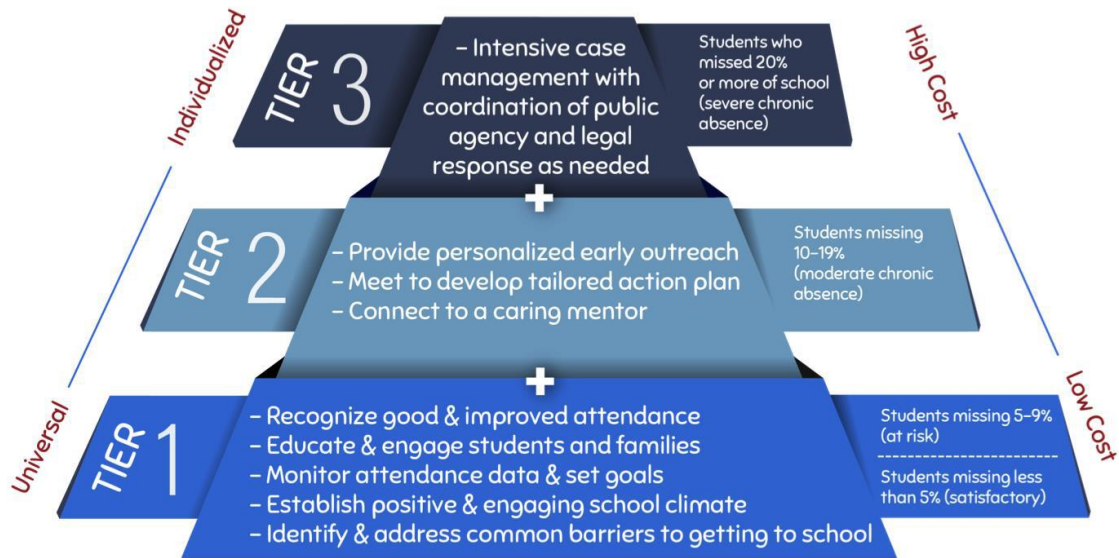 Individualized
TIER
3
– Intensive case
management with
coordination of public
agency and legal
response as needed
Students who
missed 20%
or more of school
(severe chronic
absence)
High Cost
+
TIER
2
– Provide personalized early outreach
– Meet to develop tailored action plan
– Connect to a caring mentor
Students missing
10–19%
(moderate chronic
absence)
+
Universal
TIER
1
– Recognize good & improved attendance
– Educate & engage students and families
– Monitor attendance data & set goals
– Establish positive & engaging school climate
– Identify & address common barriers to getting to school
Students missing 5–9%
(at risk)
Students missing less
than 5% (satisfactory)
Low Cost